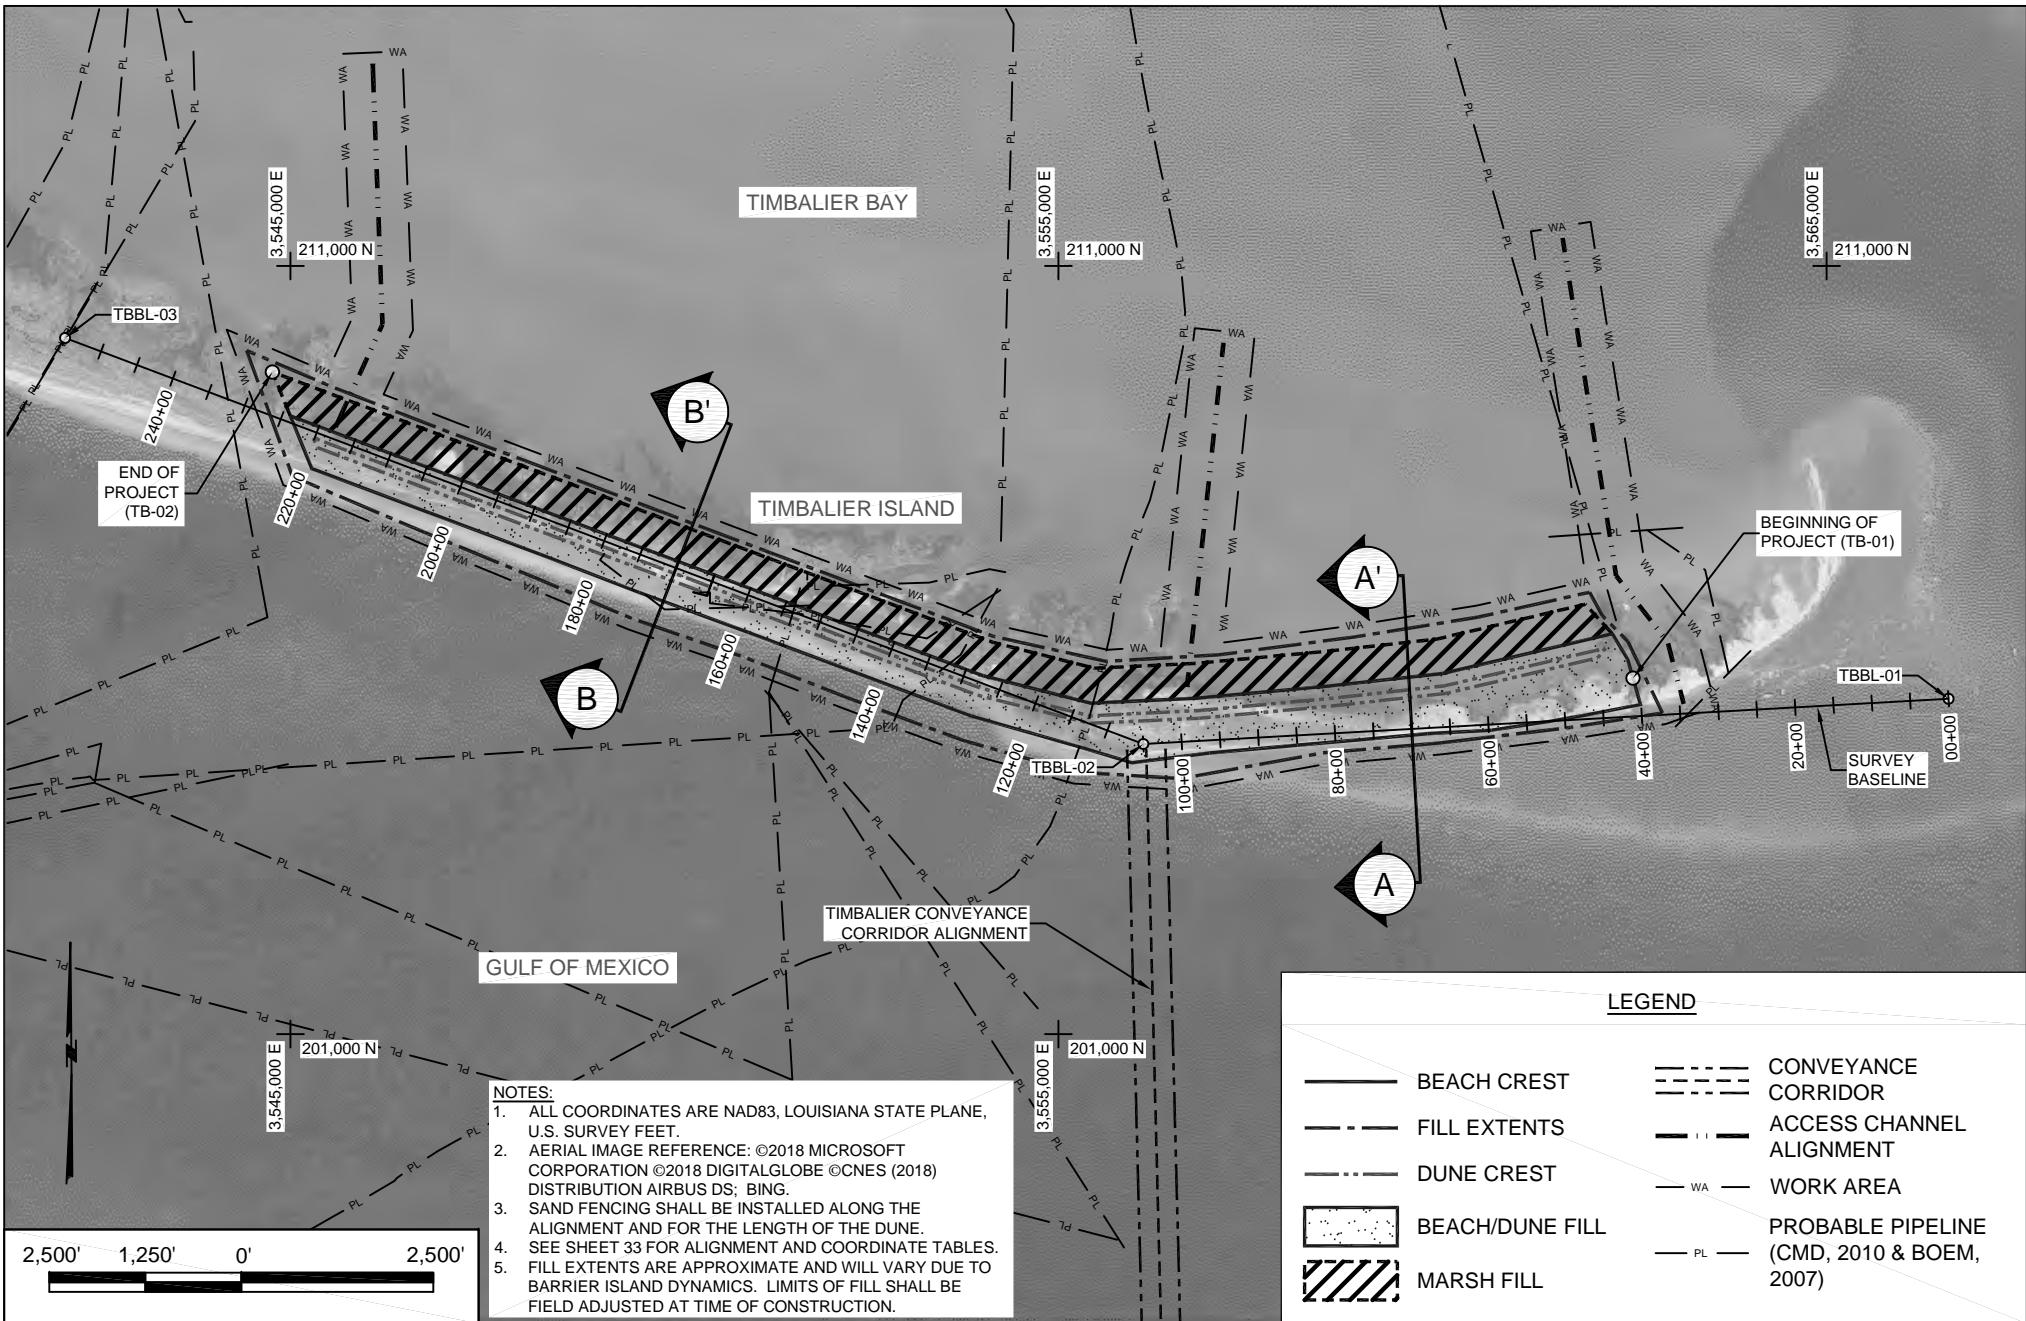 TIMBALIER BAY
3,545,000 E
211,000 N
3,555,000 E
211,000 N
3,565,000 E
211,000 N
TBBL-03
240+00
END OF
PROJECT
(TB-02)
220+00
200+00
180+00
160+00
140+00
120+00
100+00
80+00
60+00
40+00
20+00
00+00
B'
B
TIMBALIER ISLAND
A'
A
BEGINNING OF
PROJECT (TB-01)
TBBL-01
TBBL-02
SURVEY
BASELINE
TIMBALIER CONVEYANCE
CORRIDOR ALIGNMENT
GULF OF MEXICO
3,545,000 E
201,000 N
3,555,000 E
201,000 N
WA
PL
N
2,500' 1,250' 0' 2,500'
NOTES:
1. ALL COORDINATES ARE NAD83, LOUISIANA STATE PLANE,
U.S. SURVEY FEET.
2. AERIAL IMAGE REFERENCE: ©2018 MICROSOFT
CORPORATION ©2018 DIGITALGLOBE ©CNES (2018)
DISTRIBUTION AIRBUS DS; BING.
3. SAND FENCING SHALL BE INSTALLED ALONG THE
ALIGNMENT AND FOR THE LENGTH OF THE DUNE.
4. SEE SHEET 33 FOR ALIGNMENT AND COORDINATE TABLES.
5. FILL EXTENTS ARE APPROXIMATE AND WILL VARY DUE TO
BARRIER ISLAND DYNAMICS. LIMITS OF FILL SHALL BE
FIELD ADJUSTED AT TIME OF CONSTRUCTION.
LEGEND
BEACH CREST
FILL EXTENTS
DUNE CREST
BEACH/DUNE FILL
MARSH FILL
CONVEYANCE
CORRIDOR
ACCESS CHANNEL
ALIGNMENT
WA WORK AREA
PROBABLE PIPELINE
PL (CMD, 2010 & BOEM,
2007)